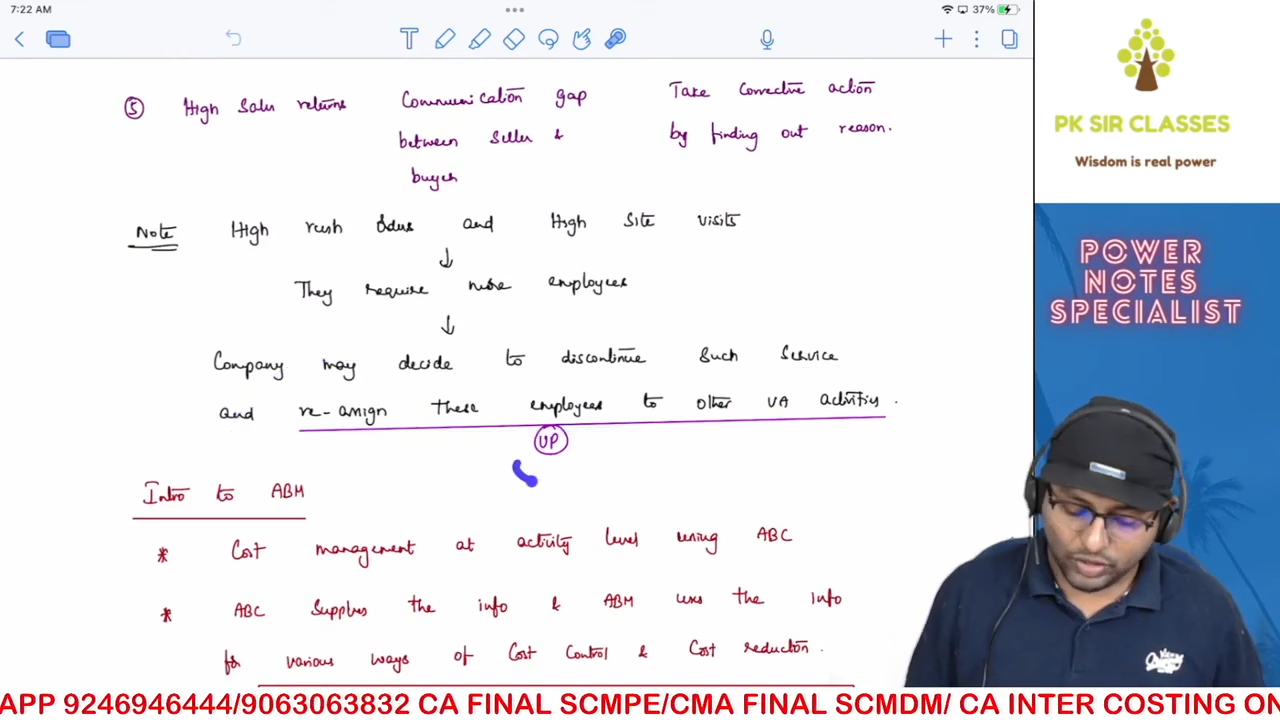 7:22 AM
37%
T
⑤ High Sales returns Communication gap Take Corrective action
between Seller & by finding out reason.
buyer
Note High rush Orders and High Site visits
↓
They require more employees
↓
Company may decide to discontinue Such Service
and re-assign these employees to other VA activities.
UP
Intro to ABM
* Cost management at activity level using ABC
* ABC Supplies the info & ABM uses the info
for various ways of Cost Control & Cost reduction.
PK SIR CLASSES
Wisdom is real power
POWER
NOTES
SPECIALIST
APP 9246946444/9063063832 CA FINAL SCMPE/CMA FINAL SCMDM/ CA INTER COSTING ON